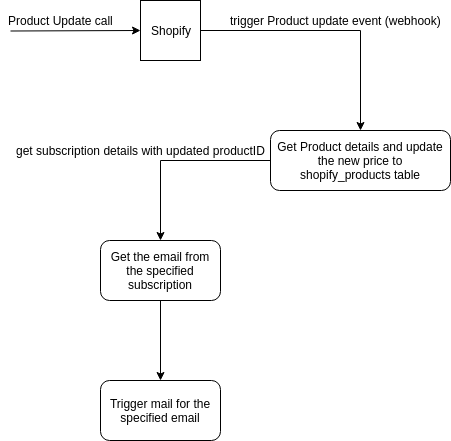 Product Update call
Shopify
trigger Product update event (webhook)
Get Product details and update
the new price to
shopify_products table
get subscription details with updated productID
Get the email from
the specified
subscription
Trigger mail for the
specified email